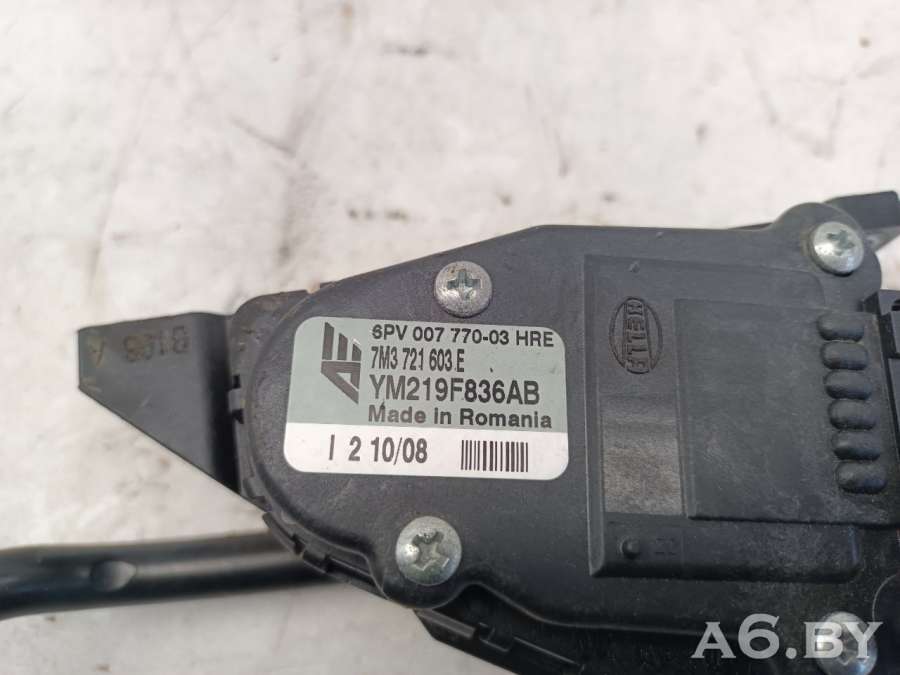 6PV 007 770-03 HRE
7M3 721 603 E
YM219F836AB
Made in Romania
I 2 10/08
HELLA
A6.BY